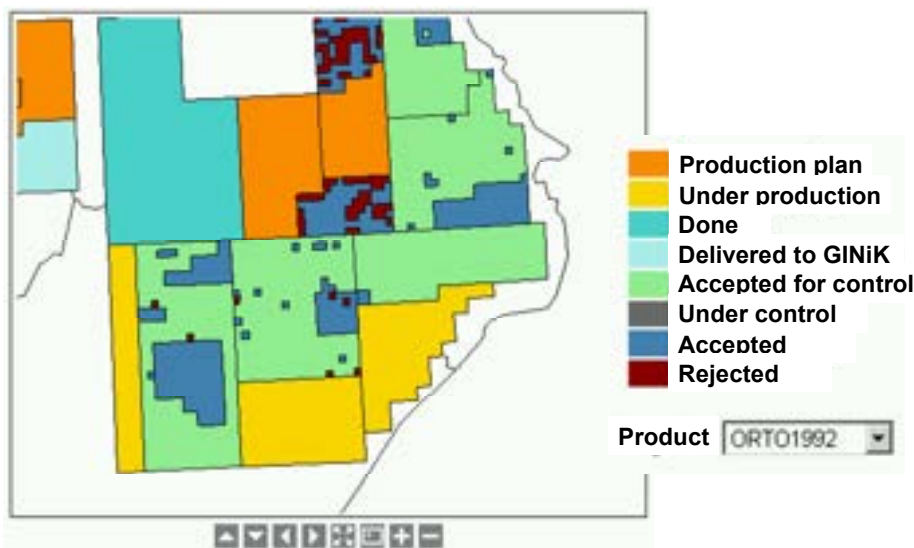 Production plan
Under production
Done
Delivered to GINiK
Accepted for control
Under control
Accepted
Rejected
Product ORTO1992